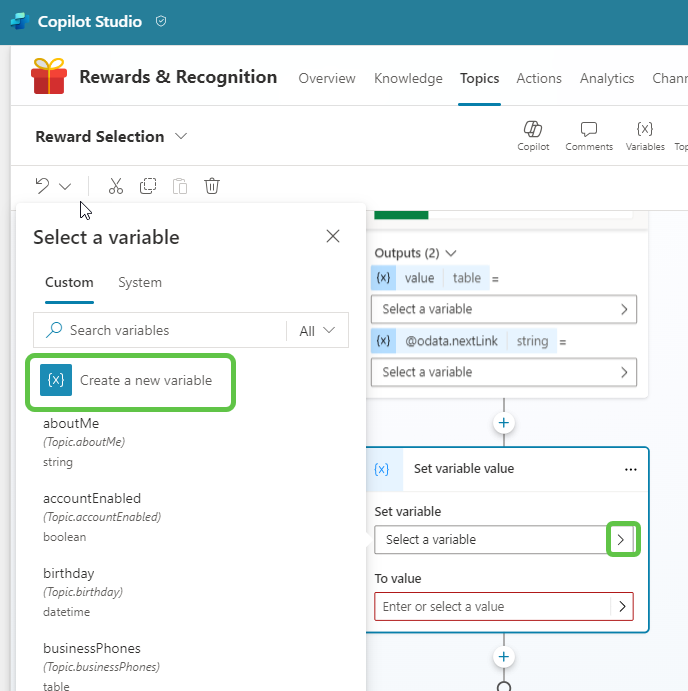 Copilot Studio
Rewards & Recognition
Overview
Knowledge
Topics
Actions
Analytics
Chann
Reward Selection
Copilot
Comments
{x}
Variables
Top
Select a variable
Custom
System
Search variables
All
{x} Create a new variable
aboutMe
(Topic.aboutMe)
string
accountEnabled
(Topic.accountEnabled)
boolean
birthday
(Topic.birthday)
datetime
businessPhones
(Topic.businessPhones)
table
Outputs (2)
{x} value table =
Select a variable
{x} @odata.nextLink string =
Select a variable
{x} Set variable value
Set variable
Select a variable
To value
Enter or select a value